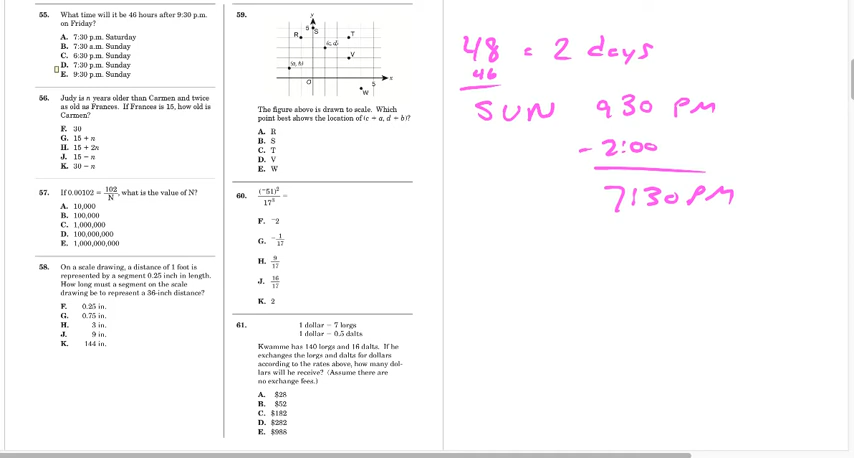 55. What time will it be 46 hours after 9:30 p.m.
on Friday?
A. 7:30 p.m. Saturday
B. 7:30 a.m. Sunday
C. 6:30 p.m. Sunday
D. 7:30 p.m. Sunday
E. 9:30 p.m. Sunday
56. Judy is n years older than Carmen and twice
as old as Frances. If Frances is 15, how old is
Carmen?
F. 30
G. 15 + n
H. 15 + 2n
J. 15 − n
K. 30 − n
57. If 0.00102 = 102/N, what is the value of N?
A. 10,000
B. 100,000
C. 1,000,000
D. 100,000,000
E. 1,000,000,000
58. On a scale drawing, a distance of 1 foot is
represented by a segment 0.25 inch in length.
How long must a segment on the scale
drawing be to represent a 36-inch distance?
F. 0.25 in.
G. 0.75 in.
H. 3 in.
J. 9 in.
K. 144 in.
59.
y
5
S
R
T
(c, d)
V
(a, b)
x
O
5
W
The figure above is drawn to scale. Which
point best shows the location of (c + a, d + b)?
A. R
B. S
C. T
D. V
E. W
60. (⁻51)²/17³ =
F. ⁻2
G. ⁻1/17
H. 9/17
J. 16/17
K. 2
61. 1 dollar = 7 lorgs
1 dollar = 0.5 dalts
Kwamme has 140 lorgs and 16 dalts. If he
exchanges the lorgs and dalts for dollars
according to the rates above, how many dol-
lars will he receive? (Assume there are
no exchange fees.)
A. $28
B. $52
C. $182
D. $282
E. $988
48 = 2 days
46
SUN 930 PM
- 2:00
7:30 PM